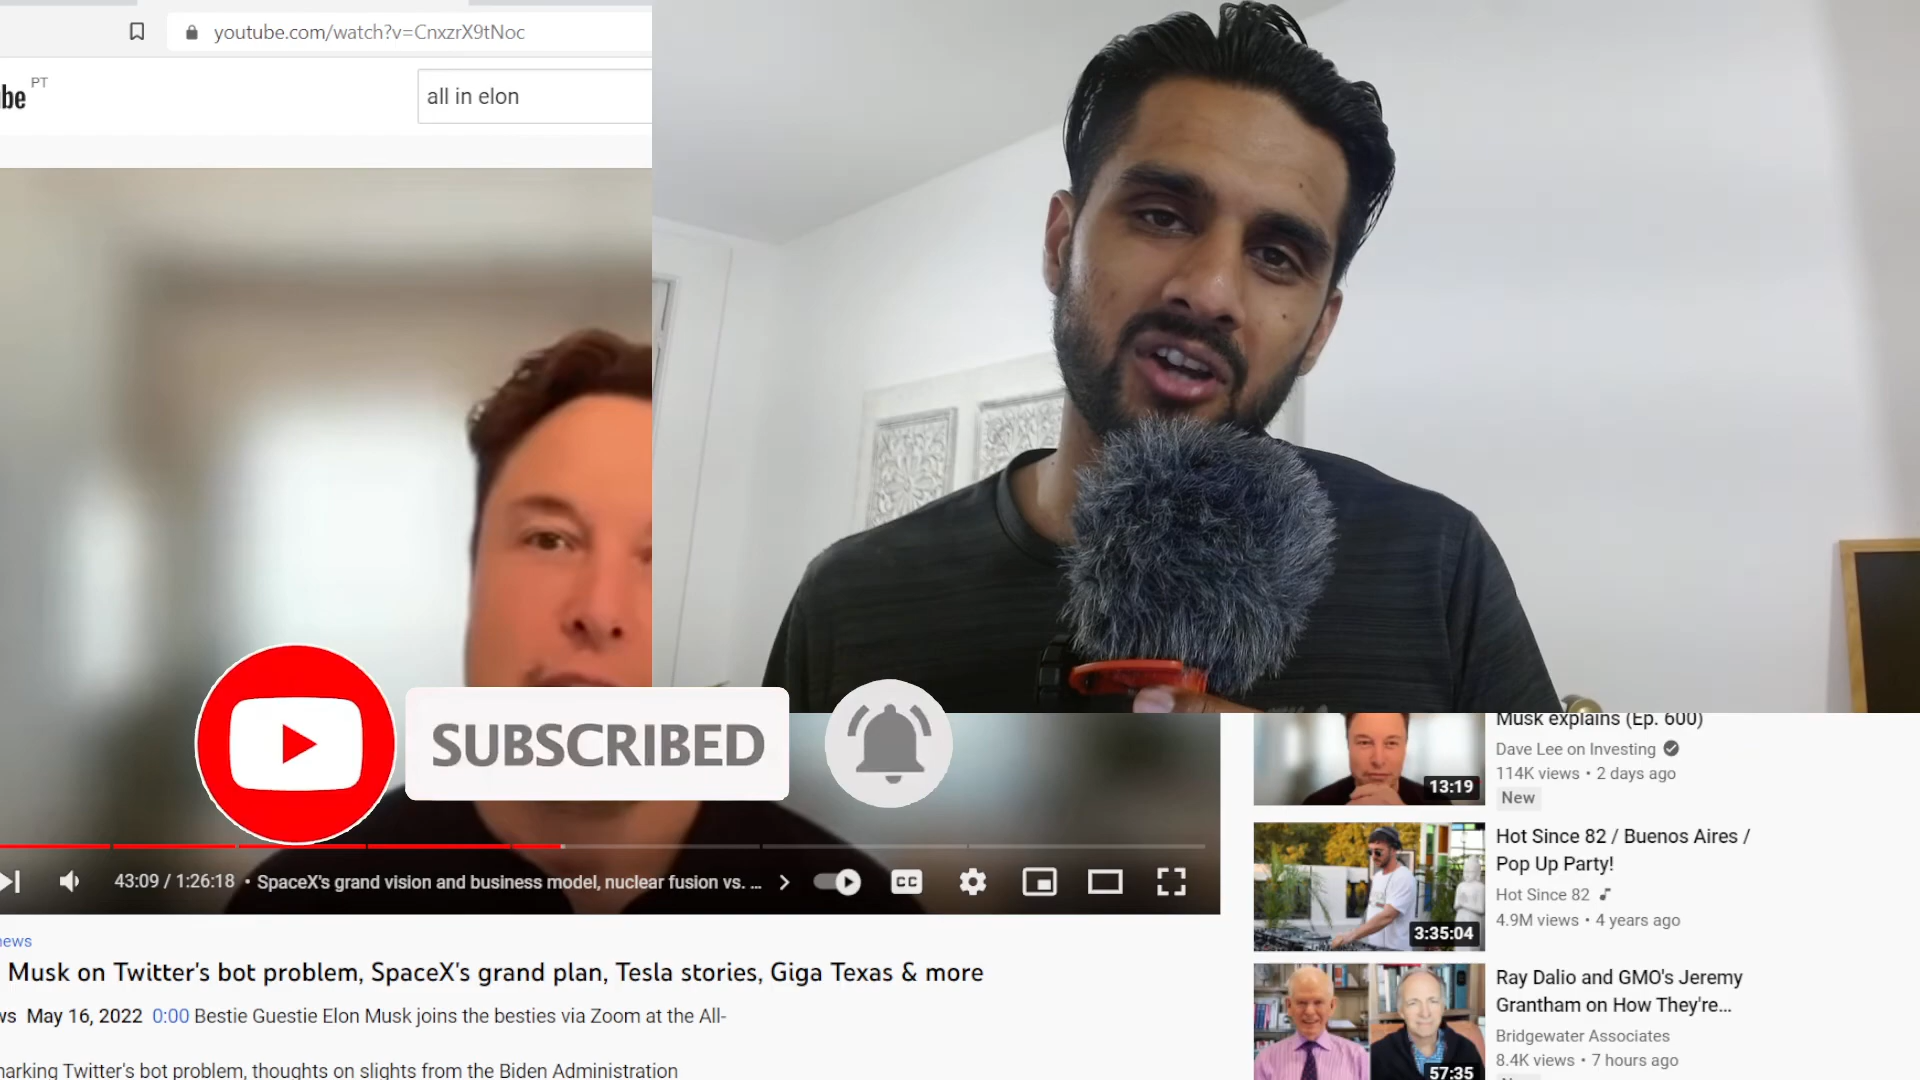 youtube.com/watch?v=CnxzrX9tNoc
be PT
all in elon
SUBSCRIBED
43:09 / 1:26:18 • SpaceX's grand vision and business model, nuclear fusion vs. ...
CC
news
Musk on Twitter's bot problem, SpaceX's grand plan, Tesla stories, Giga Texas & more
ws May 16, 2022 0:00 Bestie Guestie Elon Musk joins the besties via Zoom at the All-
narking Twitter's bot problem, thoughts on slights from the Biden Administration
Musk explains (Ep. 600)
Dave Lee on Investing
114K views • 2 days ago
New
13:19
Hot Since 82 / Buenos Aires /
Pop Up Party!
Hot Since 82
4.9M views • 4 years ago
3:35:04
Ray Dalio and GMO's Jeremy
Grantham on How They're...
Bridgewater Associates
8.4K views • 7 hours ago
57:35